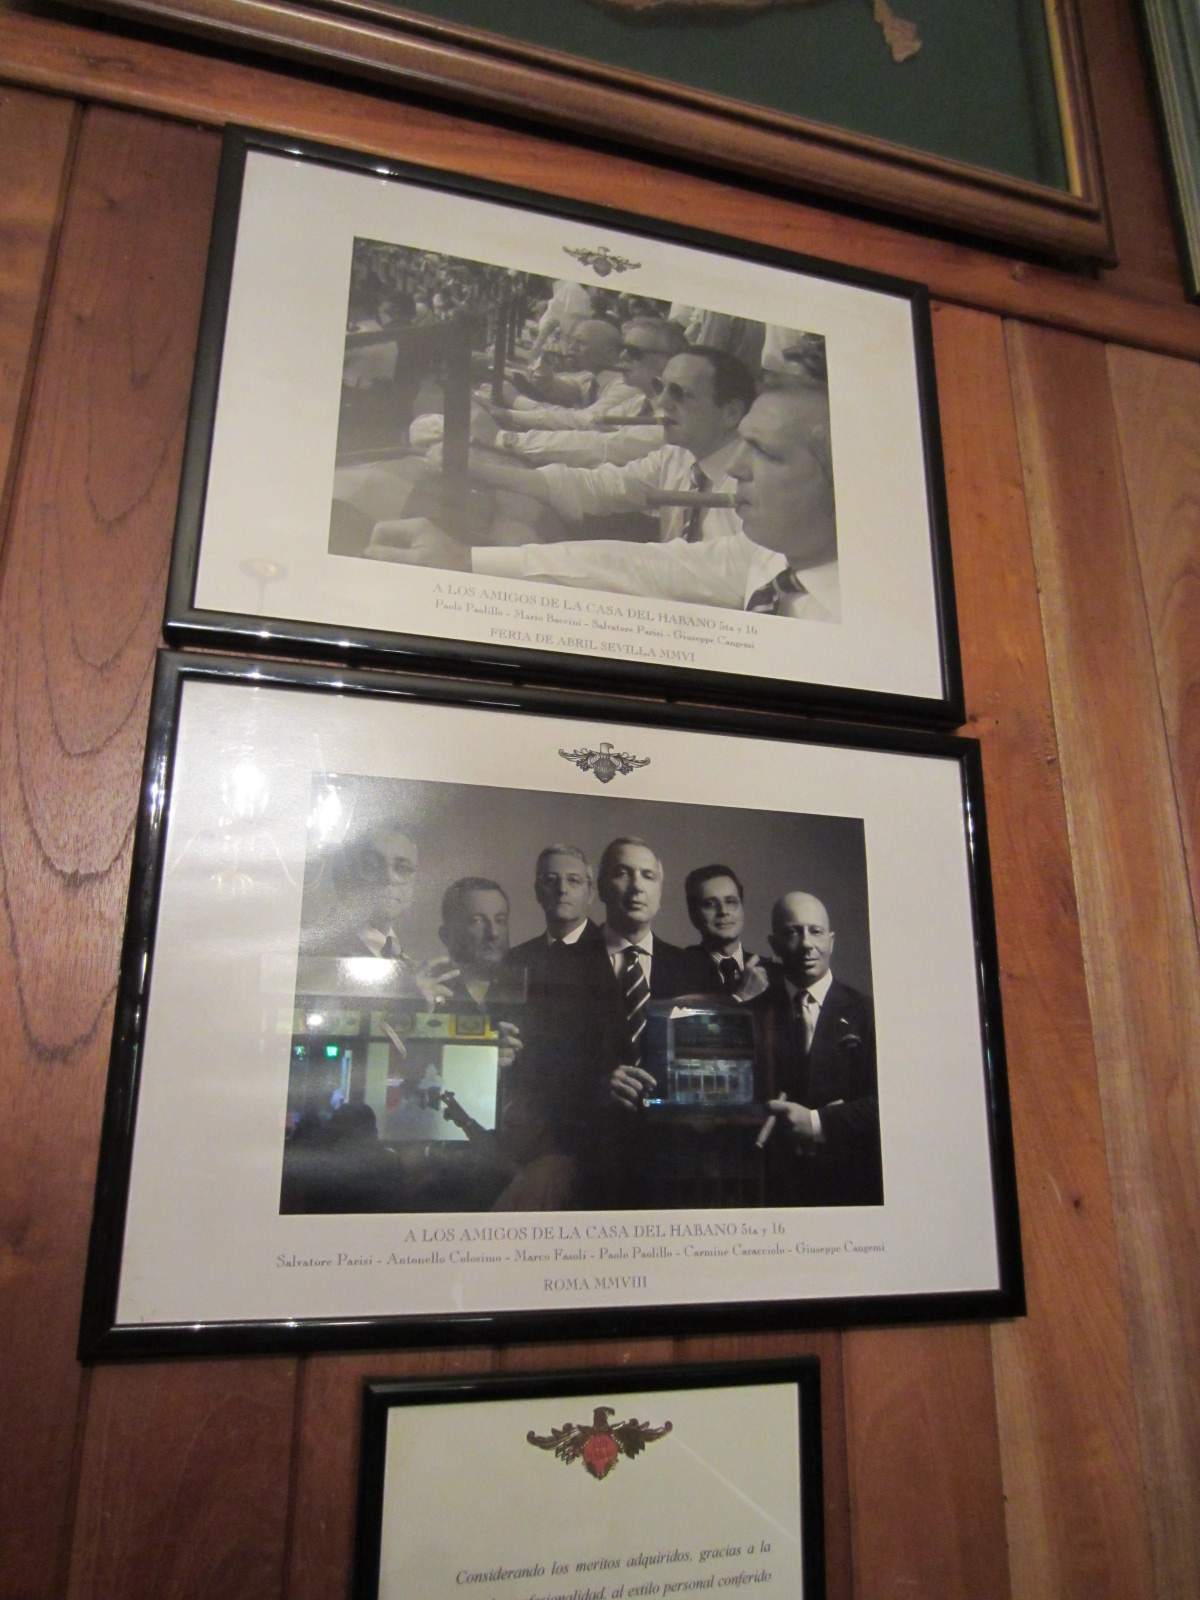 A LOS AMIGOS DE LA CASA DEL HABANO 5ta y 16
Paolo Paolillo - Mario Baccini - Salvatore Parisi - Giuseppe Cangemi
FERIA DE ABRIL SEVILLA MMVI
A LOS AMIGOS DE LA CASA DEL HABANO 5ta y 16
Salvatore Parisi - Antonello Colosimo - Marco Fasoli - Paolo Paolillo - Carmine Caracciolo - Giuseppe Cangemi
ROMA MMVIII
Considerando los meritos adquiridos, gracias a la
al estilo personal conferido